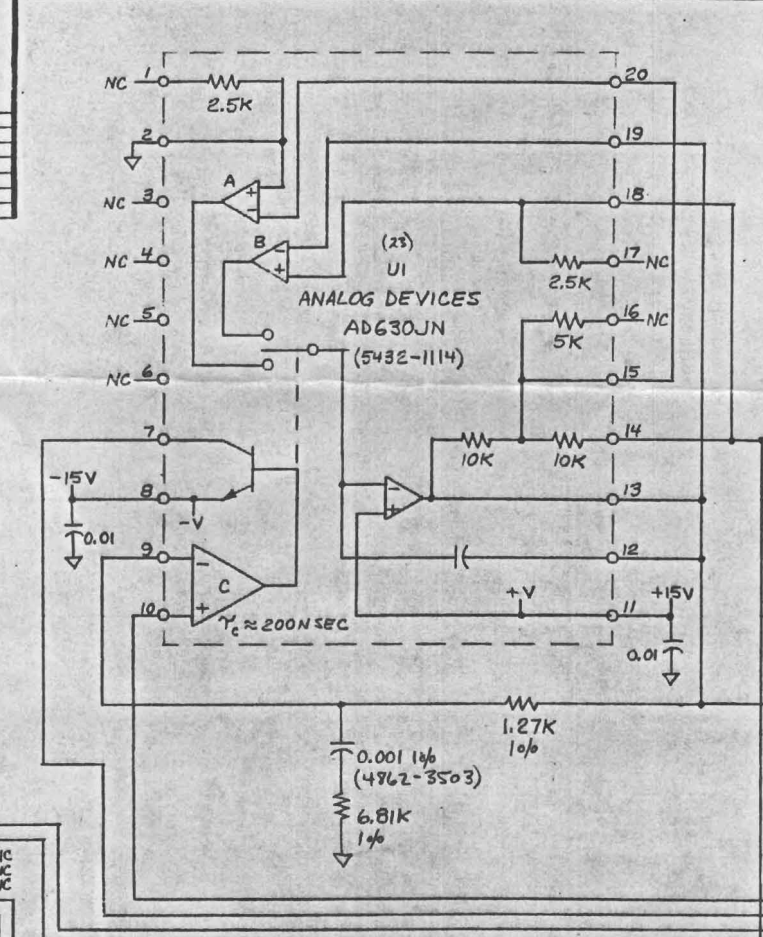 NC 1
2.5K
20
2
19
A
+
-
NC 3
18
B
-
+
(23)
U1
NC 4
17 NC
2.5K
ANALOG DEVICES
NC 5
16 NC
AD630JN
5K
(5432-1114)
NC 6
15
7
14
10K
10K
-15V
-
+
8
13
-V
0.01
9
12
-
C
+
+V
+15V
10
11
τc ≈ 200NSEC
0.01
1.27K
1%
0.001 1%
(4862-3503)
6.81K
1%